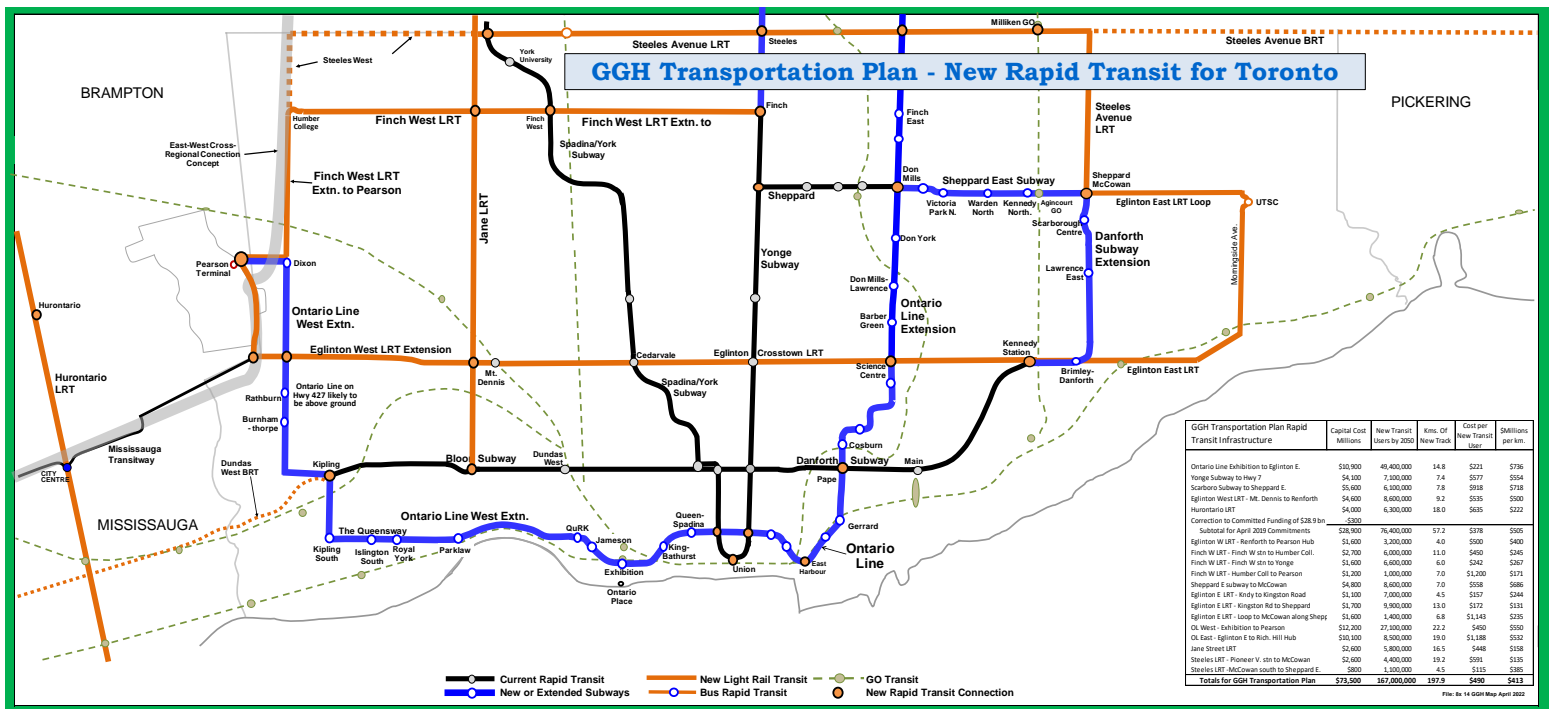 GGH Transportation Plan - New Rapid Transit for Toronto
Milliken GO
Steeles
Steeles Avenue LRT
Steeles Avenue BRT
Steeles West
York
University
BRAMPTON
PICKERING
Humber
College
Finch West LRT
Finch
West
Finch West LRT Extn. to
Finch
Finch
East
Steeles
Avenue
LRT
East-West Cross-
Regional Conection
Concept
Spadina/York
Subway
Finch West LRT
Extn. to Pearson
Jane LRT
Sheppard
Don
Mills
Sheppard East Subway
Victoria
Park N.
Warden
North
Kennedy
North.
Agincourt
GO
Sheppard
McCowan
Eglinton East LRT Loop
UTSC
Scarborough
Centre
Morningside Ave.
Danforth
Subway
Extension
Lawrence
East
Don York
Yonge
Subway
Don Mills-
Lawrence
Ontario
Line
Extension
Barber
Green
Pearson
Terminal
Dixon
Hurontario
Ontario Line
West Extn.
Eglinton West LRT Extension
Mt.
Dennis
Cedarvale
Eglinton
Crosstown LRT
Science
Centre
Kennedy
Station
Brimley-
Danforth
Eglinton East LRT
Hurontario
LRT
Rathburn
Ontario Line on
Hwy 427 likely to
be above ground
Burnham
- thorpe
Spadina/York
Subway
Mississauga
Transitway
CITY
CENTRE
Dundas
West BRT
Kipling
Bloor Subway
Dundas
West
Danforth Subway
Cosburn
Pape
Main
MISSISSAUGA
Ontario Line West Extn.
The Queensway
Kipling
South
Islington
South
Royal
York
Parklaw
QuRK
Jameson
Exhibition
Ontario
Place
King-
Bathurst
Queen-
Spadina
Union
East
Harbour
Gerrard
Ontario
Line
GGH Transportation Plan Rapid Transit Infrastructure | Capital Cost Millions | New Transit Users by 2050 | Kms. Of New Track | Cost per New Transit User | $Millions per km.
Ontario Line Exhibition to Eglinton E. $10,900 49,400,000 14.8 $221 $736
Yonge Subway to Hwy 7 $4,100 7,100,000 7.4 $577 $554
Scarboro Subway to Sheppard E. $5,600 6,100,000 7.8 $918 $718
Eglinton West LRT - Mt. Dennis to Renforth $4,600 8,600,000 9.2 $535 $500
Hurontario LRT $4,000 6,300,000 18.0 $635 $222
Correction to Committed Funding of $28.9 bn -$300
Subtotal for April 2019 Commitments $28,900 76,400,000 57.2 $378 $505
Eglinton W LRT - Renforth to Pearson Hub $1,600 3,200,000 4.0 $500 $400
Finch W LRT - Finch W stn to Humber Coll. $2,700 6,000,000 11.0 $450 $245
Finch W LRT - Finch W stn to Yonge $1,600 6,600,000 6.0 $242 $267
Finch W LRT - Humber Coll to Pearson $1,200 1,000,000 7.0 $1,200 $171
Sheppard E subway to McCowan $4,800 8,600,000 7.0 $558 $686
Eglinton E LRT - Kndy to Kingston Road $1,100 7,000,000 4.5 $157 $244
Eglinton E LRT - Kingston Rd to Sheppard $1,700 9,900,000 13.0 $172 $131
Eglinton E LRT - Loop to McCowan along Shepp $1,600 1,400,000 6.8 $1,143 $235
OL West - Exhibition to Pearson $12,200 27,100,000 22.2 $450 $550
OL East - Eglinton E to Rich. Hill Hub $10,100 8,500,000 19.0 $1,188 $532
Jane Street LRT $2,600 5,800,000 16.5 $448 $158
Steeles LRT - Pioneer V. stn to McCowan $2,600 4,400,000 19.2 $591 $135
Steeles LRT -McCowan south to Sheppard E. $800 1,100,000 4.5 $115 $385
Totals for GGH Transportation Plan $73,500 167,000,000 197.9 $490 $413
File: 8x 14 GGH Map April 2022
Current Rapid Transit
New Light Rail Transit
GO Transit
New or Extended Subways
Bus Rapid Transit
New Rapid Transit Connection